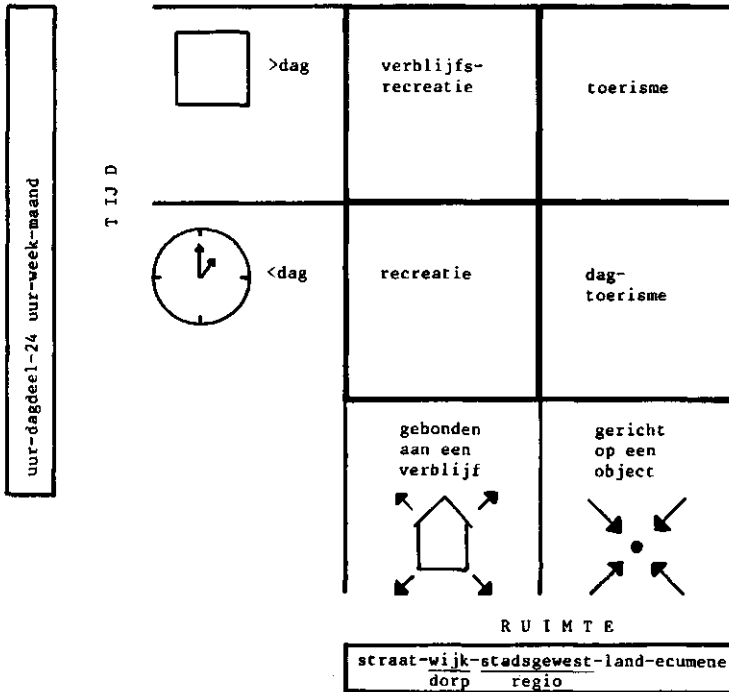 uur-dagdeel-24 uur-week-maand
T IJ D
>dag
verblijfs-
recreatie
toerisme
<dag
recreatie
dag-
toerisme
gebonden
aan een
verblijf
gericht
op een
object
R U I M T E
straat-wijk-stadsgewest-land-ecumene
dorp regio